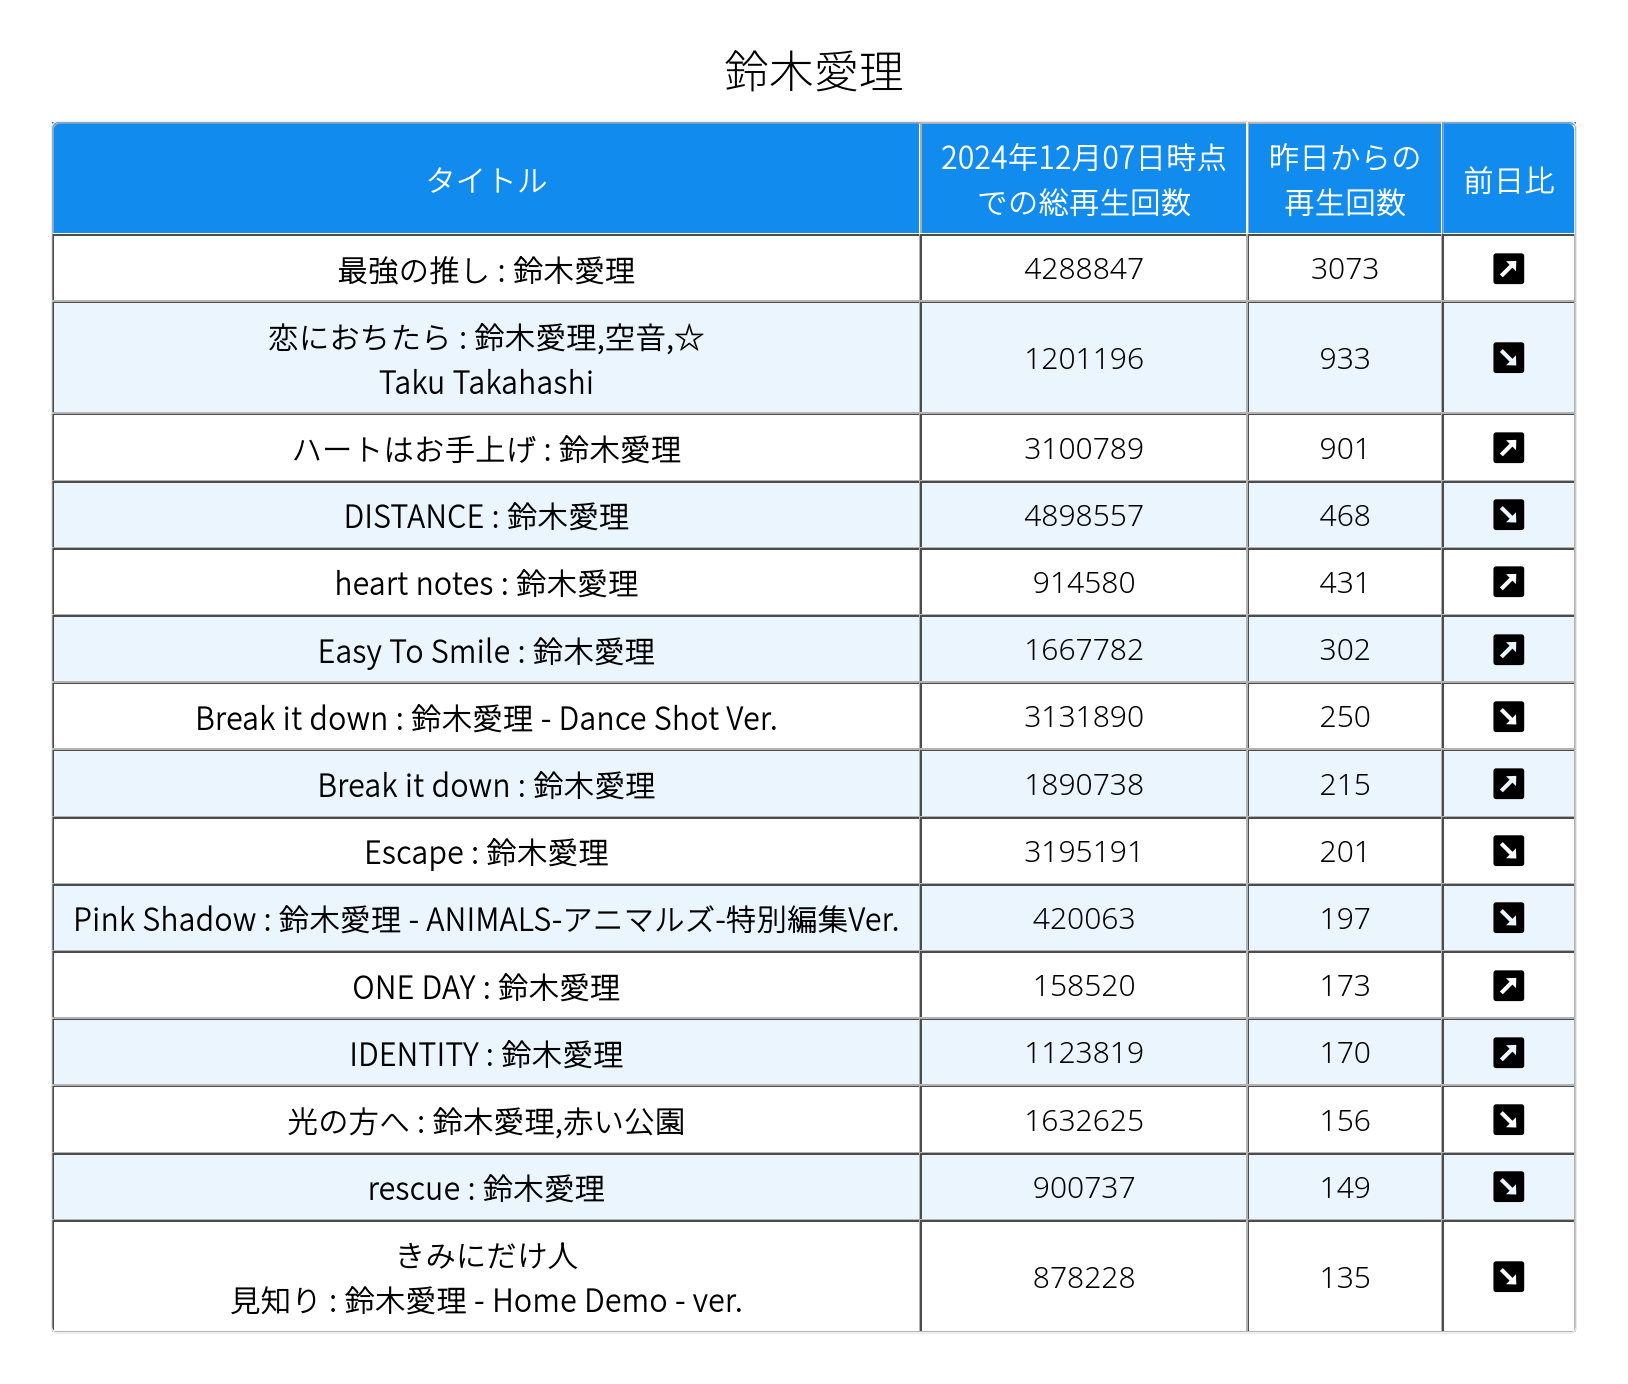 鈴木愛理
タイトル
2024年12月07日時点
での総再生回数
昨日からの
再生回数
前日比
最強の推し : 鈴木愛理 4288847 3073
恋におちたら : 鈴木愛理,空音,☆
Taku Takahashi
1201196 933
ハートはお手上げ : 鈴木愛理 3100789 901
DISTANCE : 鈴木愛理 4898557 468
heart notes : 鈴木愛理 914580 431
Easy To Smile : 鈴木愛理 1667782 302
Break it down : 鈴木愛理 - Dance Shot Ver. 3131890 250
Break it down : 鈴木愛理 1890738 215
Escape : 鈴木愛理 3195191 201
Pink Shadow : 鈴木愛理 - ANIMALS-アニマルズ-特別編集Ver. 420063 197
ONE DAY : 鈴木愛理 158520 173
IDENTITY : 鈴木愛理 1123819 170
光の方へ : 鈴木愛理,赤い公園 1632625 156
rescue : 鈴木愛理 900737 149
きみにだけ人
見知り : 鈴木愛理 - Home Demo - ver.
878228 135